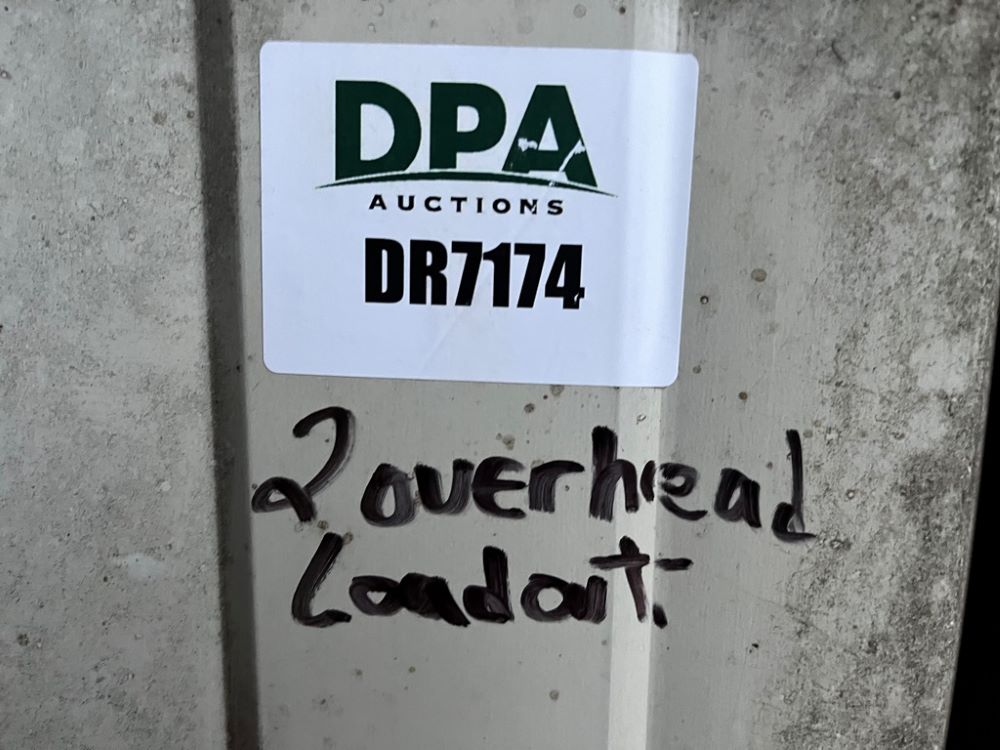 DPA
AUCTIONS
DR7174
2 overhead
Loadout